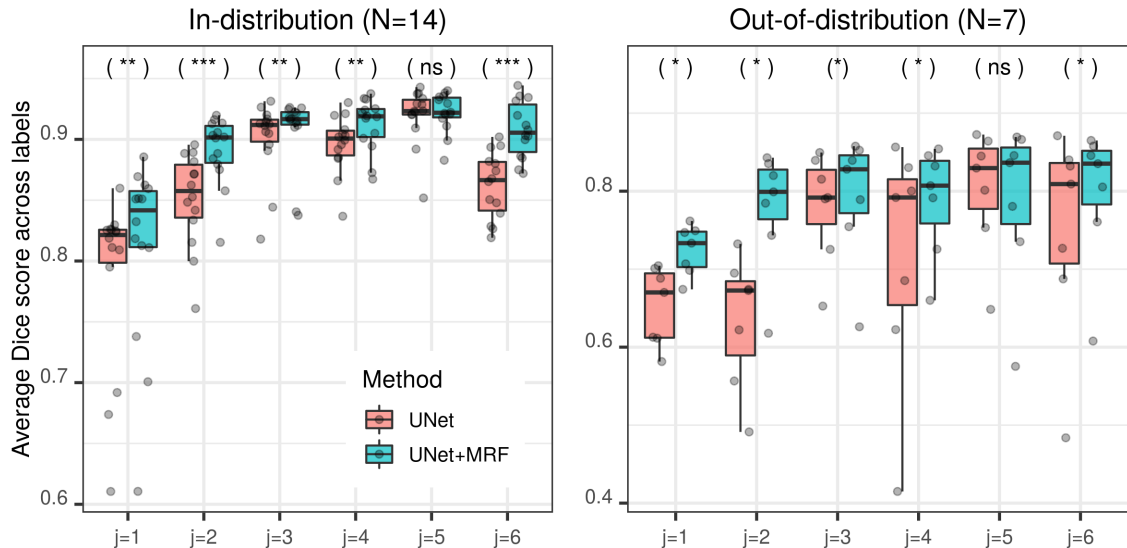 In-distribution (N=14)
Out-of-distribution (N=7)
( ** ) ( *** ) ( ** ) ( ** ) ( ns ) ( *** )
( * ) ( * ) (*) ( * ) ( ns ) ( * )
Average Dice score across labels
0.9
0.8
0.7
0.6
0.8
0.6
0.4
Method
UNet
UNet+MRF
j=1 j=2 j=3 j=4 j=5 j=6
j=1 j=2 j=3 j=4 j=5 j=6